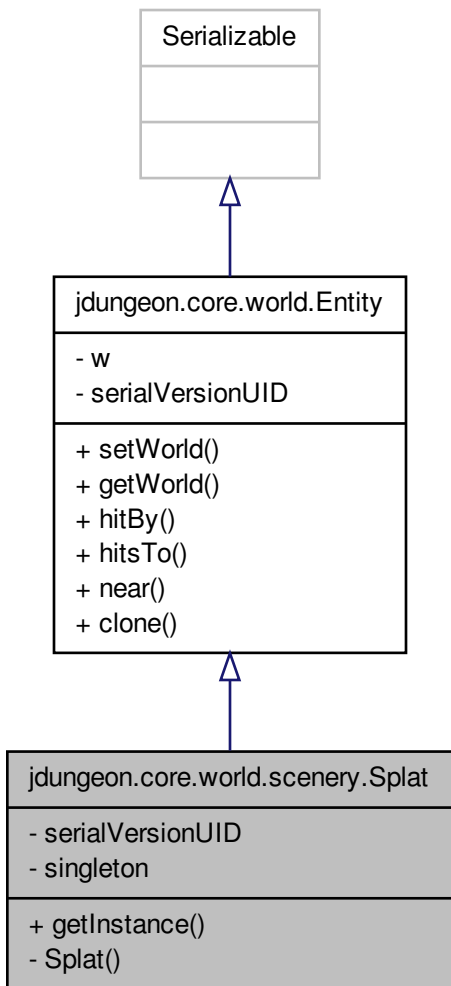 Serializable
jdungeon.core.world.Entity
- w
- serialVersionUID
+ setWorld()
+ getWorld()
+ hitBy()
+ hitsTo()
+ near()
+ clone()
jdungeon.core.world.scenery.Splat
- serialVersionUID
- singleton
+ getInstance()
- Splat()